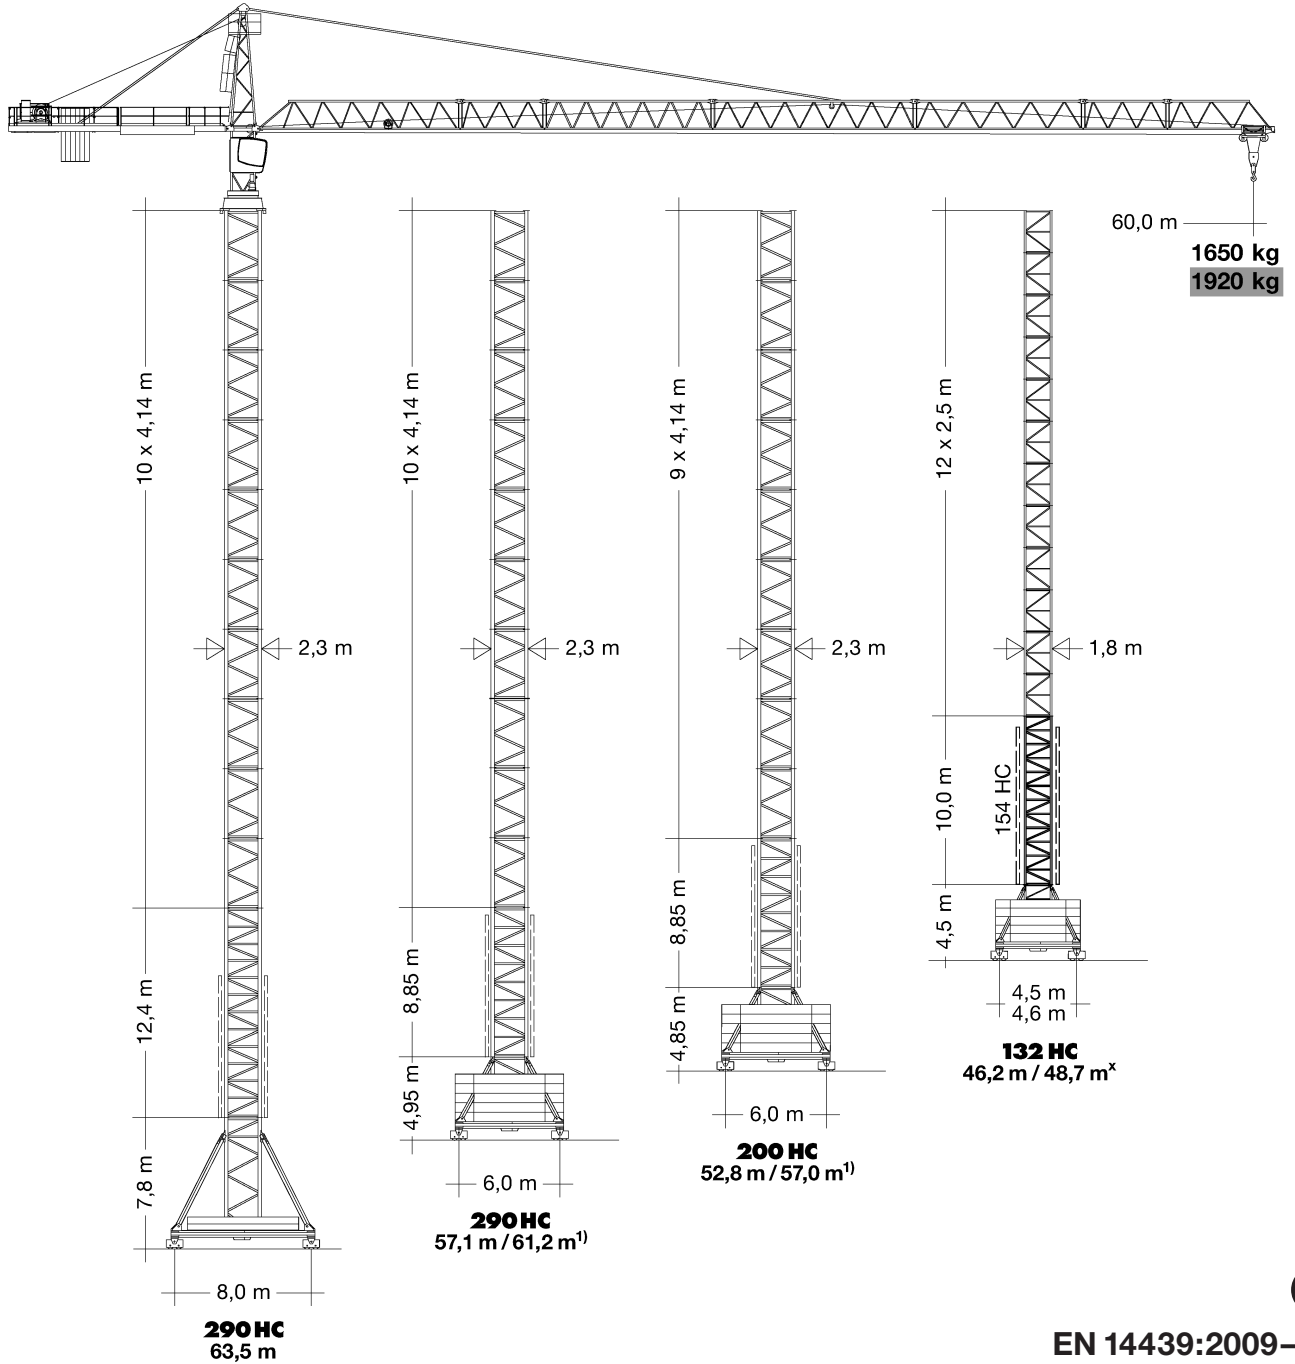 60,0 m
1650 kg
1920 kg
10 x 4,14 m
10 x 4,14 m
9 x 4,14 m
12 x 2,5 m
2,3 m
2,3 m
2,3 m
1,8 m
12,4 m
7,8 m
8,85 m
4,95 m
8,85 m
4,85 m
10,0 m
154 HC
4,5 m
4,5 m
4,6 m
132 HC
46,2 m / 48,7 mˣ
6,0 m
200 HC
52,8 m / 57,0 m¹⁾
6,0 m
290 HC
57,1 m / 61,2 m¹⁾
8,0 m
290 HC
63,5 m
EN 14439:2009–